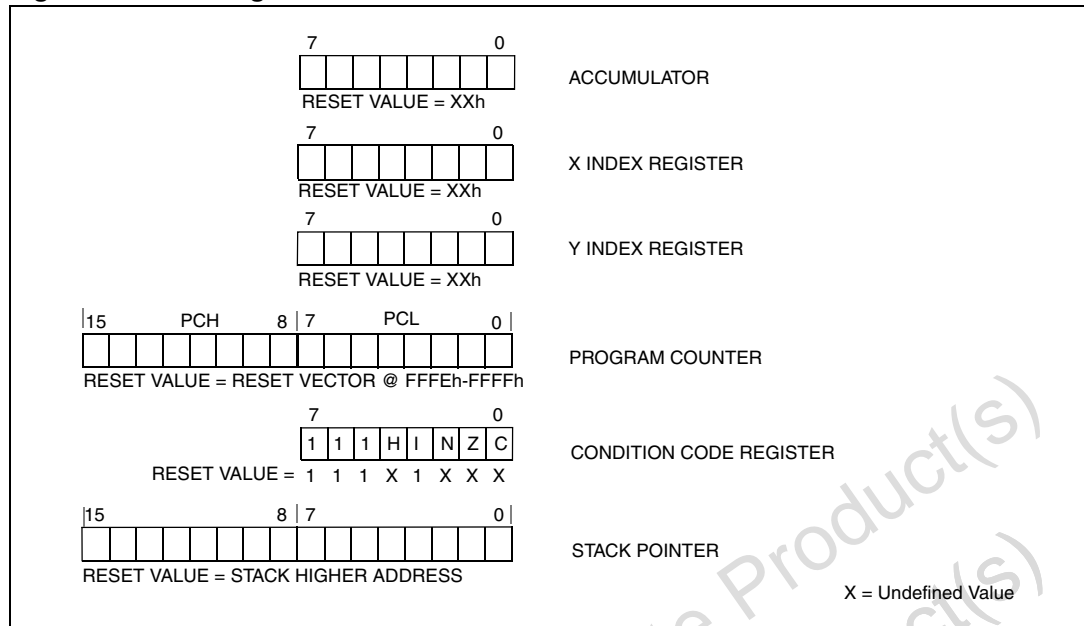 7 0
ACCUMULATOR
RESET VALUE = XXh
7 0
X INDEX REGISTER
RESET VALUE = XXh
7 0
Y INDEX REGISTER
RESET VALUE = XXh
15 PCH 8 7 PCL 0
PROGRAM COUNTER
RESET VALUE = RESET VECTOR @ FFFEh-FFFFh
7 0
1 1 1 H I N Z C
CONDITION CODE REGISTER
RESET VALUE = 1 1 1 X 1 X X X
15 8 7 0
STACK POINTER
RESET VALUE = STACK HIGHER ADDRESS
X = Undefined Value
Product(s)